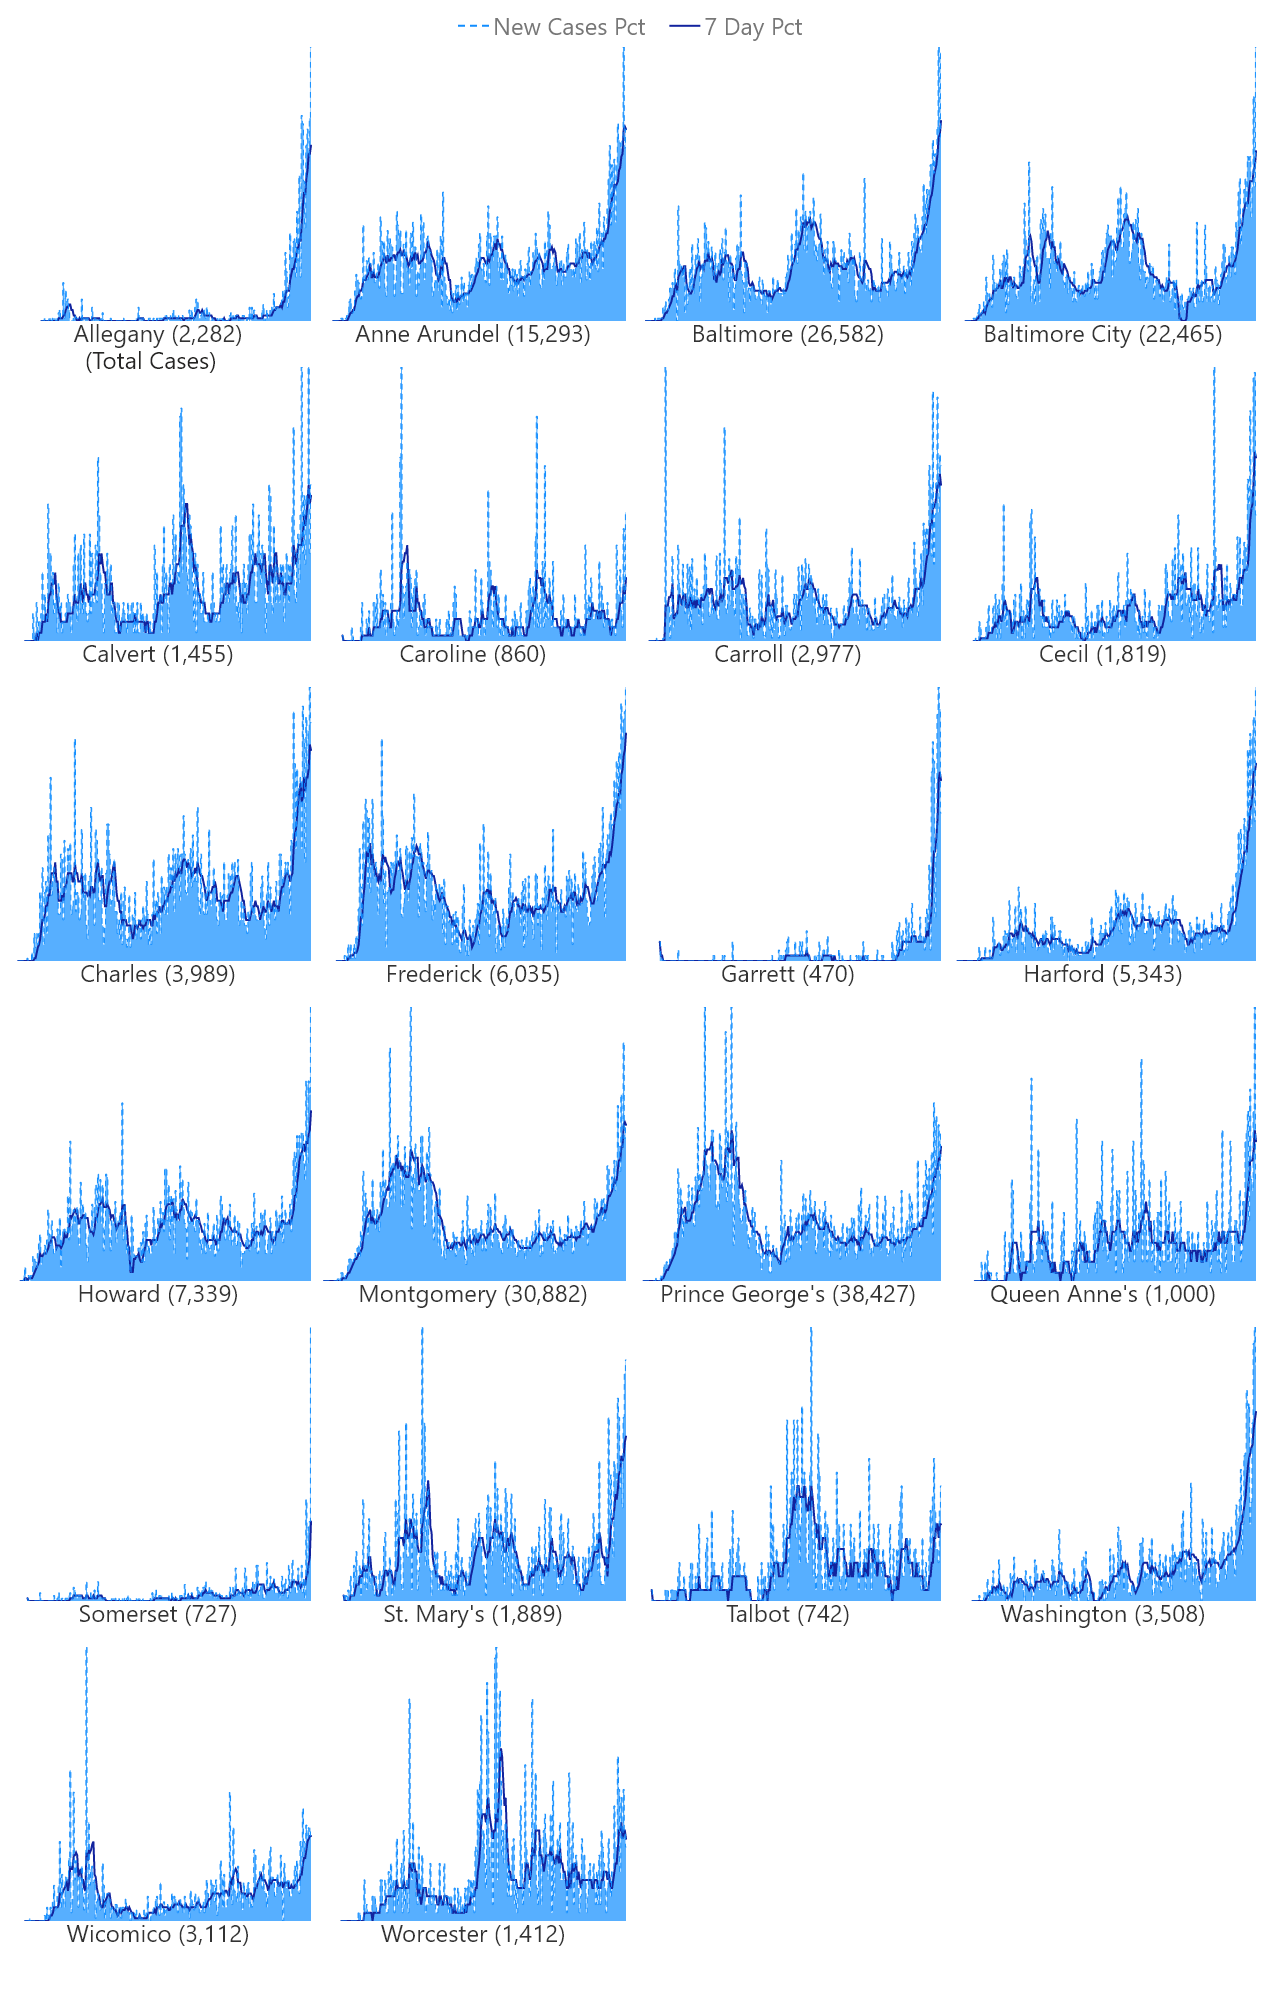 New Cases Pct 7 Day Pct
Allegany (2,282) Anne Arundel (15,293) Baltimore (26,582) Baltimore City (22,465)
(Total Cases)
Calvert (1,455) Caroline (860) Carroll (2,977) Cecil (1,819)
Charles (3,989) Frederick (6,035) Garrett (470) Harford (5,343)
Howard (7,339) Montgomery (30,882) Prince George's (38,427) Queen Anne's (1,000)
Somerset (727) St. Mary's (1,889) Talbot (742) Washington (3,508)
Wicomico (3,112) Worcester (1,412)